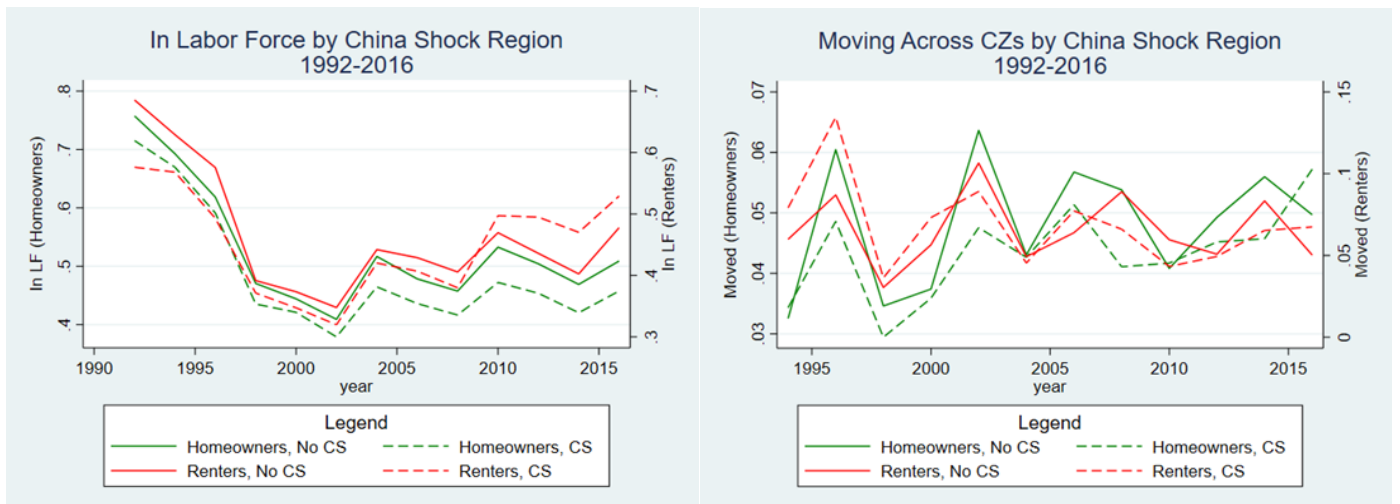 In Labor Force by China Shock Region
1992-2016
In LF (Homeowners)
.8
.7
.6
.5
.4
In LF (Renters)
.7
.6
.5
.4
.3
1990 1995 2000 2005 2010 2015
year
Legend
Homeowners, No CS Homeowners, CS
Renters, No CS Renters, CS
Moving Across CZs by China Shock Region
1992-2016
Moved (Homeowners)
.07
.06
.05
.04
.03
Moved (Renters)
.15
.1
.05
0
1995 2000 2005 2010 2015
year
Legend
Homeowners, No CS Homeowners, CS
Renters, No CS Renters, CS